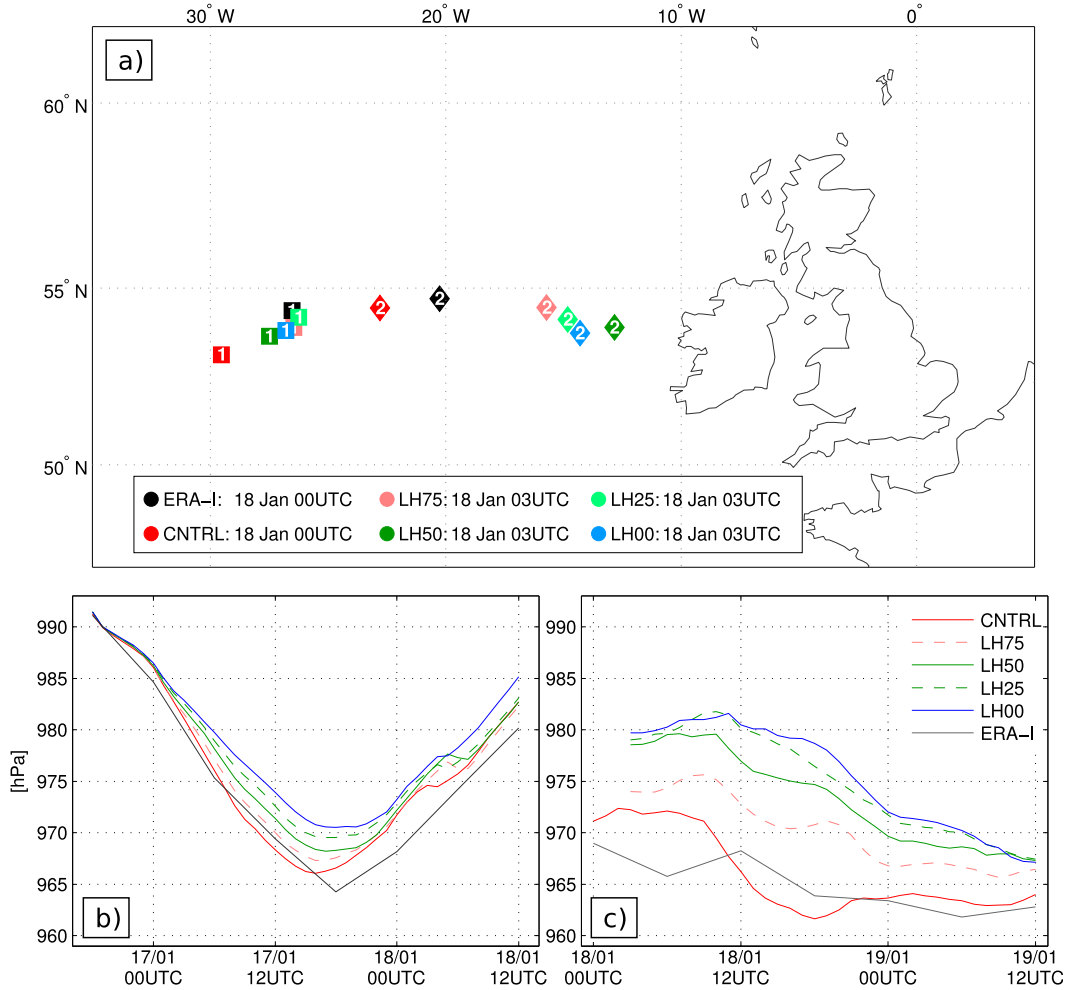 30° W 20° W 10° W 0°
a)
60° N
55° N
50° N
1 1 1 1 1
2 2 2 2 2 2
ERA–I: 18 Jan 00UTC LH75: 18 Jan 03UTC LH25: 18 Jan 03UTC
CNTRL: 18 Jan 00UTC LH50: 18 Jan 03UTC LH00: 18 Jan 03UTC
[hPa]
990
985
980
975
970
965
960
b)
17/01 17/01 18/01 18/01
00UTC 12UTC 00UTC 12UTC
990
985
980
975
970
965
960
c)
CNTRL
LH75
LH50
LH25
LH00
ERA–I
18/01 18/01 19/01 19/01
00UTC 12UTC 00UTC 12UTC